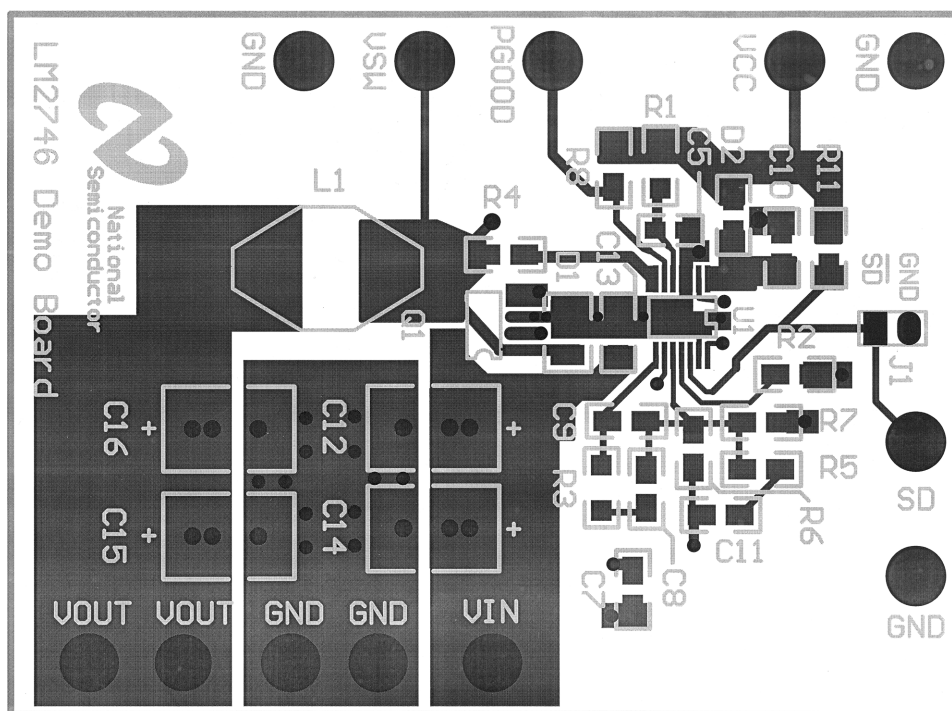 GND
VSW
PGOOD
VCC
GND
LM2746 Demo Board
National
Semiconductor
L1
R4
R1
R8
C5
D2
C10
R11
D1
C13
SD
GND
Q1
U1
R2
J1
C16
+
C12
+
C9
R7
R3
R5
SD
C15
+
C14
+
C11
R6
C7
C8
GND
VOUT
VOUT
GND
GND
VIN